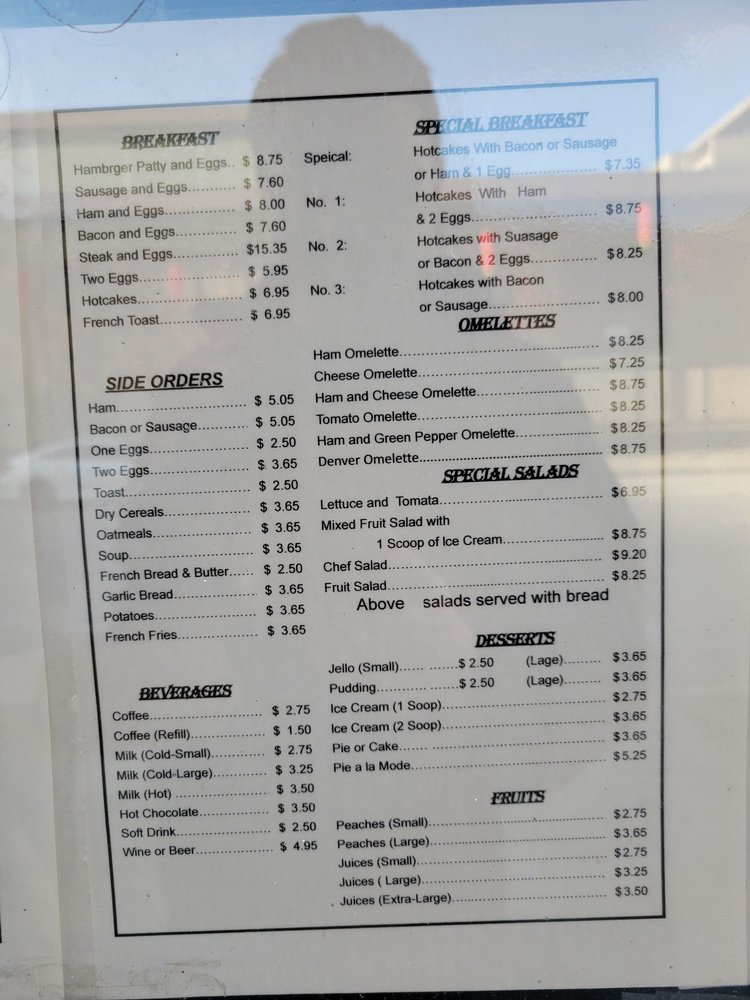 BREAKFAST
Hambrger Patty and Eggs.. $ 8.75
Sausage and Eggs........... $ 7.60
Ham and Eggs................ $ 8.00
Bacon and Eggs.............. $ 7.60
Steak and Eggs.............. $15.35
Two Eggs...................... $ 5.95
Hotcakes...................... $ 6.95
French Toast................. $ 6.95
SIDE ORDERS
Ham............................. $ 5.05
Bacon or Sausage........... $ 5.05
One Eggs..................... $ 2.50
Two Eggs..................... $ 3.65
Toast........................... $ 2.50
Dry Cereals.................. $ 3.65
Oatmeals..................... $ 3.65
Soup............................ $ 3.65
French Bread & Butter...... $ 2.50
Garlic Bread.................. $ 3.65
Potatoes...................... $ 3.65
French Fries.................. $ 3.65
BEVERAGES
Coffee......................... $ 2.75
Coffee (Refill)................ $ 1.50
Milk (Cold-Small)............ $ 2.75
Milk (Cold-Large)............ $ 3.25
Milk (Hot) .................... $ 3.50
Hot Chocolate............... $ 3.50
Soft Drink.................... $ 2.50
Wine or Beer................. $ 4.95
SPECIAL BREAKFAST
Speical: Hotcakes With Bacon or Sausage
or Ham & 1 Egg.................... $7.35
No. 1: Hotcakes With Ham
& 2 Eggs............................ $8.75
No. 2: Hotcakes with Suasage
or Bacon & 2 Eggs............... $8.25
No. 3: Hotcakes with Bacon
or Sausage......................... $8.00
OMELETTES
Ham Omelette.................................................. $8.25
Cheese Omelette............................................. $7.25
Ham and Cheese Omelette............................. $8.75
Tomato Omelette............................................. $8.25
Ham and Green Pepper Omelette..................... $8.25
Denver Omelette............................................. $8.75
SPECIAL SALADS
Lettuce and Tomata........................................ $6.95
Mixed Fruit Salad with
1 Scoop of Ice Cream......................... $8.75
Chef Salad..................................................... $9.20
Fruit Salad..................................................... $8.25
Above salads served with bread
DESSERTS
Jello (Small)...... .......$ 2.50 (Lage)......... $3.65
Pudding....................$ 2.50 (Lage)......... $3.65
Ice Cream (1 Soop)........................................ $2.75
Ice Cream (2 Soop)........................................ $3.65
Pie or Cake...... ........................................... $3.65
Pie a la Mode................................................ $5.25
FRUITS
Peaches (Small)............................................ $2.75
Peaches (Large)............................................ $3.65
Juices (Small)............................................... $2.75
Juices ( Large).............................................. $3.25
Juices (Extra-Large)....................................... $3.50